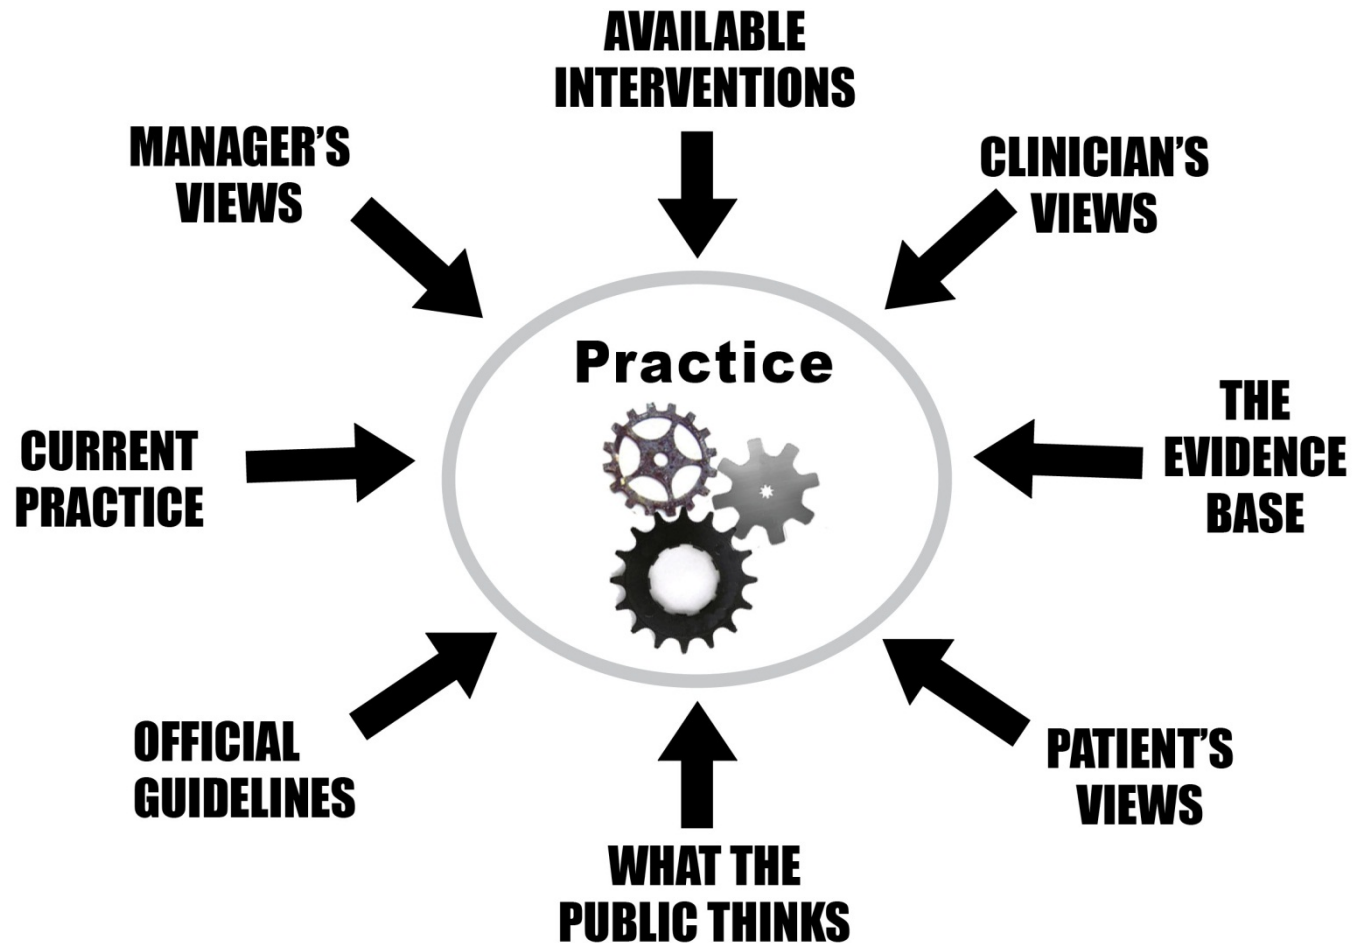 AVAILABLE
INTERVENTIONS
MANAGER'S
VIEWS
CLINICIAN'S
VIEWS
Practice
CURRENT
PRACTICE
THE
EVIDENCE
BASE
OFFICIAL
GUIDELINES
PATIENT'S
VIEWS
WHAT THE
PUBLIC THINKS